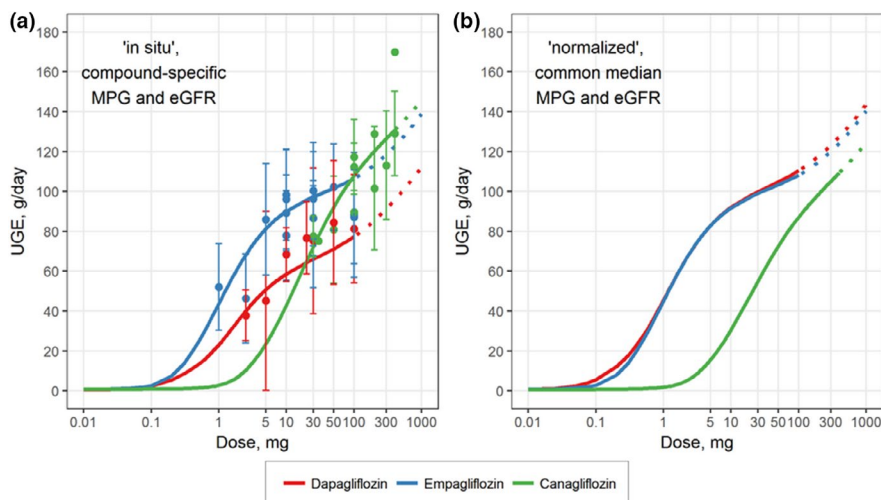 (a)
'in situ',
compound-specific
MPG and eGFR
UGE, g/day
180
160
140
120
100
80
60
40
20
0
0.01 0.1 1 5 10 30 50 100 300 1000
Dose, mg
(b)
'normalized',
common median
MPG and eGFR
UGE, g/day
180
160
140
120
100
80
60
40
20
0
0.01 0.1 1 5 10 30 50 100 300 1000
Dose, mg
Dapagliflozin Empagliflozin Canagliflozin